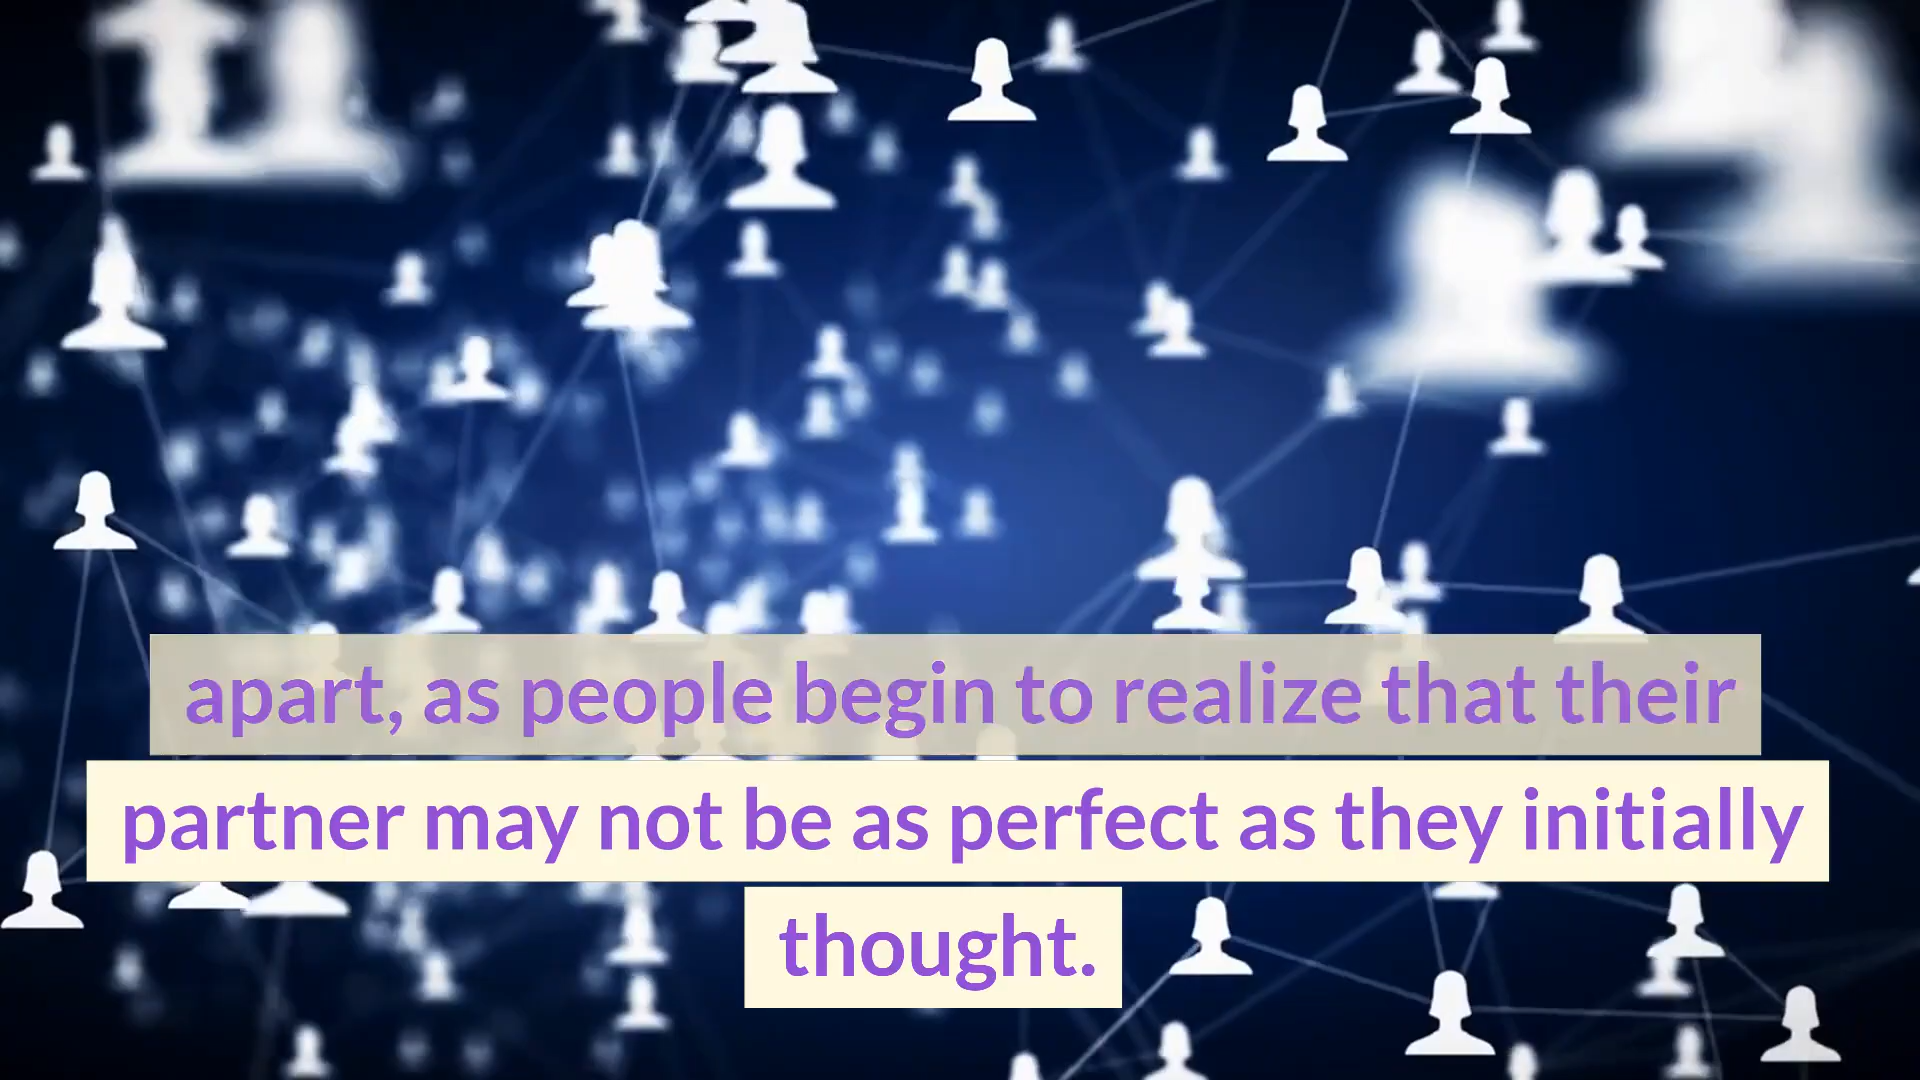 apart, as people begin to realize that their
partner may not be as perfect as they initially
thought.